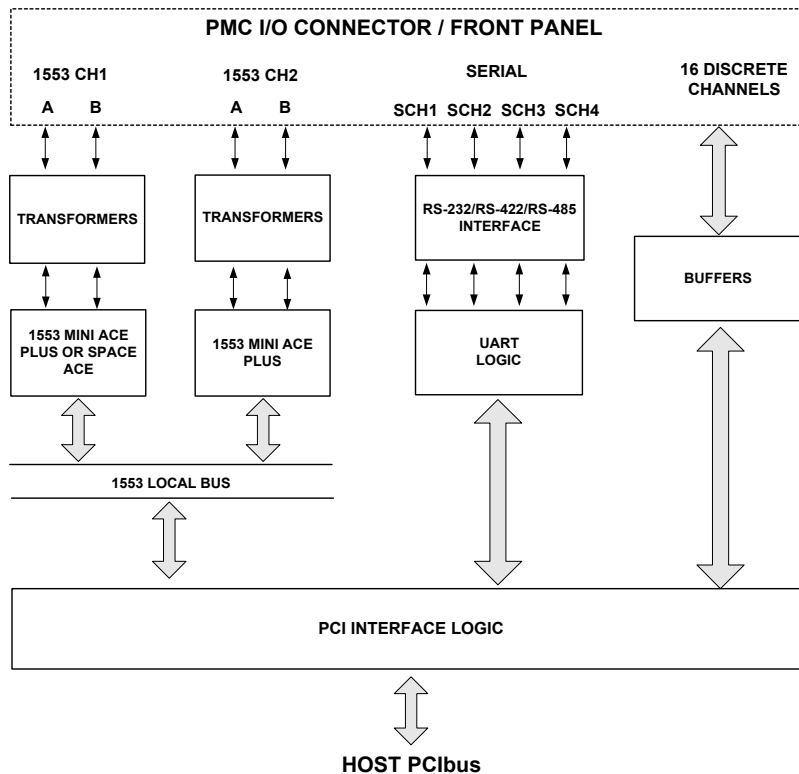 PMC I/O CONNECTOR / FRONT PANEL
1553 CH1
1553 CH2
SERIAL
16 DISCRETE
CHANNELS
A B
A B
SCH1 SCH2 SCH3 SCH4
TRANSFORMERS
TRANSFORMERS
RS-232/RS-422/RS-485
INTERFACE
BUFFERS
1553 MINI ACE
PLUS OR SPACE
ACE
1553 MINI ACE
PLUS
UART
LOGIC
1553 LOCAL BUS
PCI INTERFACE LOGIC
HOST PCIbus